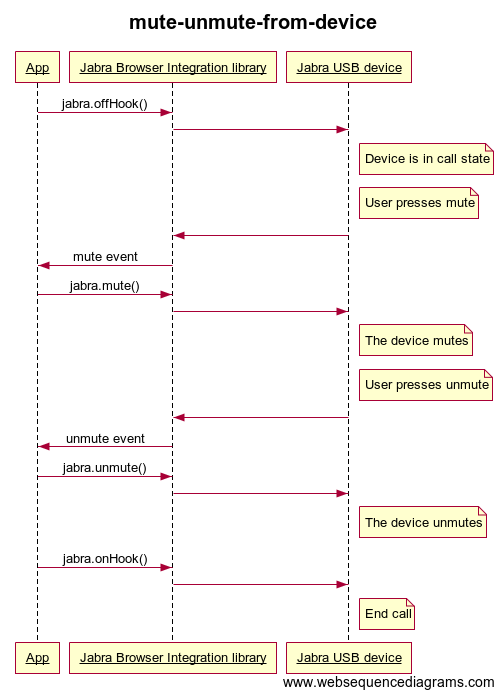 mute-unmute-from-device
App
Jabra Browser Integration library
Jabra USB device
jabra.offHook()
Device is in call state
User presses mute
mute event
jabra.mute()
The device mutes
User presses unmute
unmute event
jabra.unmute()
The device unmutes
jabra.onHook()
End call
App
Jabra Browser Integration library
Jabra USB device
www.websequencediagrams.com